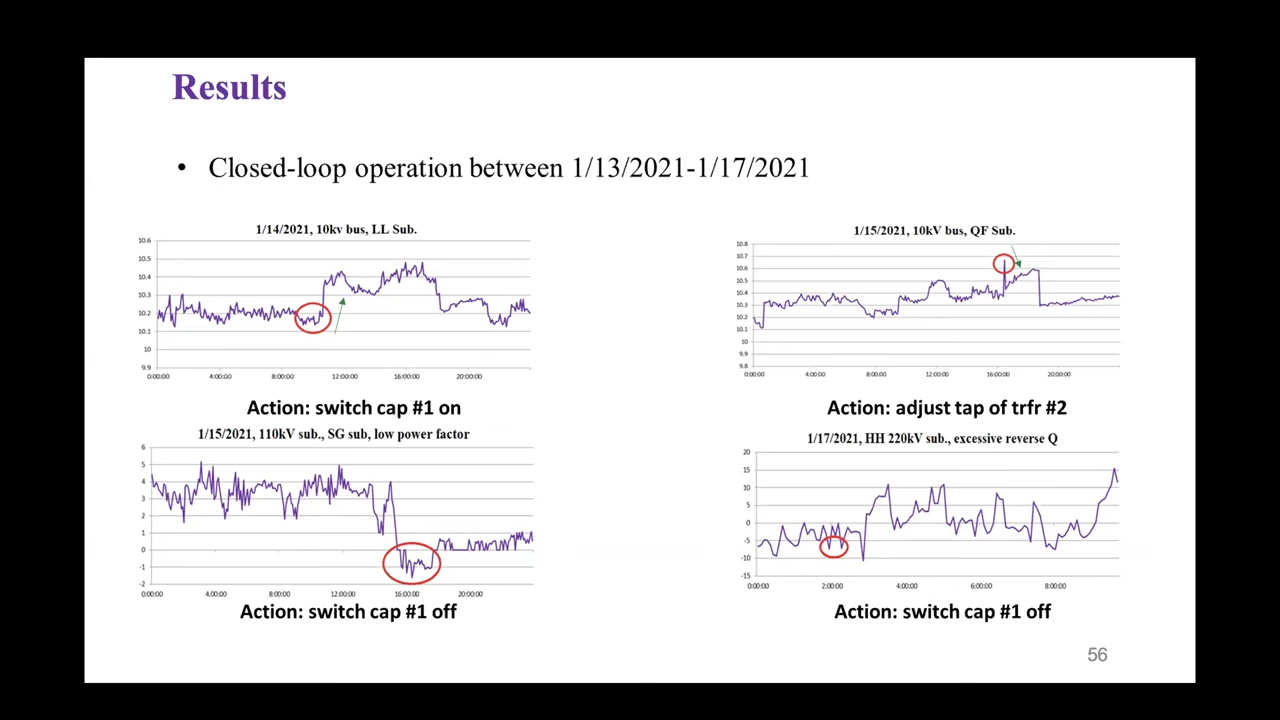 Results
• Closed-loop operation between 1/13/2021-1/17/2021
1/14/2021, 10kv bus, LL Sub.
10.6
10.5
10.4
10.3
10.2
10.1
10
9.9
0:00:00 4:00:00 8:00:00 12:00:00 16:00:00 20:00:00
Action: switch cap #1 on
1/15/2021, 10kV bus, QF Sub.
10.8
10.7
10.6
10.5
10.4
10.3
10.2
10.1
10
9.9
9.8
0:00:00 4:00:00 8:00:00 12:00:00 16:00:00 20:00:00
Action: adjust tap of trfr #2
1/15/2021, 110kV sub., SG sub, low power factor
6
5
4
3
2
1
0
-1
-2
0:00:00 4:00:00 8:00:00 12:00:00 16:00:00 20:00:00
Action: switch cap #1 off
1/17/2021, HH 220kV sub., excessive reverse Q
20
15
10
5
0
-5
-10
-15
0:00:00 2:00:00 4:00:00 6:00:00 8:00:00
Action: switch cap #1 off
56